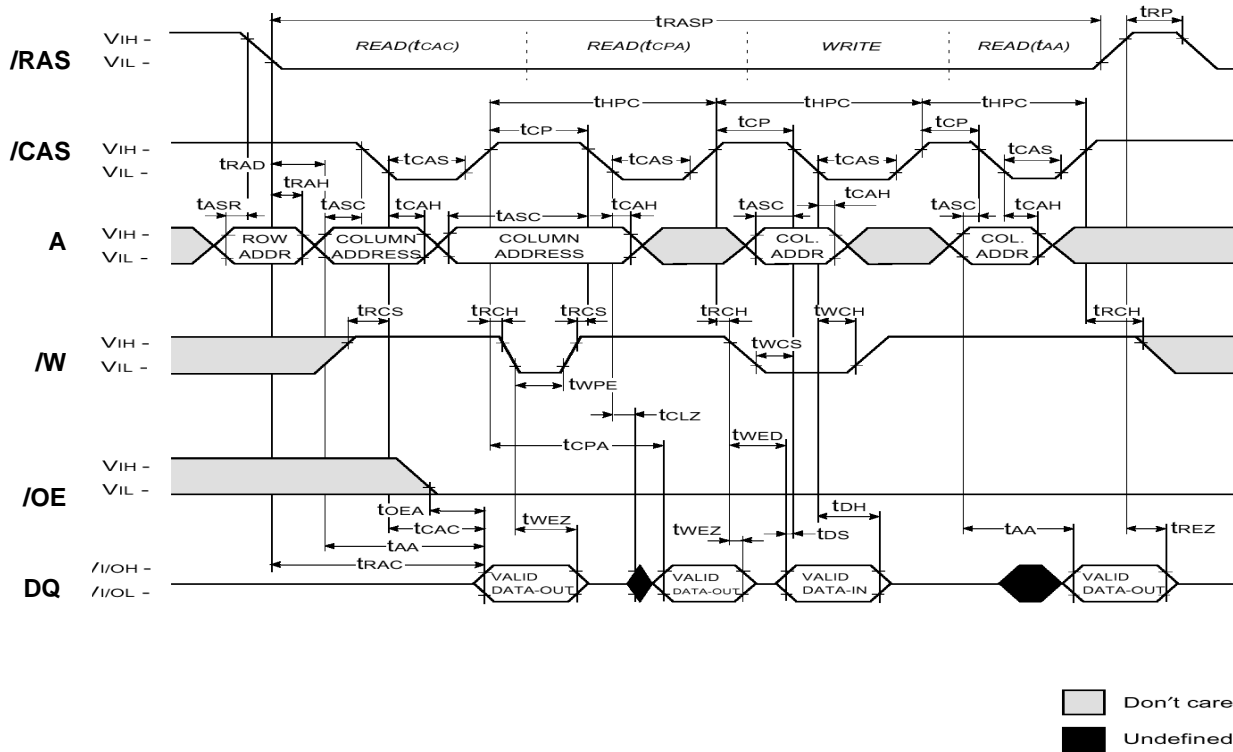 tRASP
tRP
VIH -
/RAS
VIL -
READ(tCAC)
READ(tCPA)
WRITE
READ(tAA)
tHPC
tHPC
tHPC
tCP
tCP
tCP
VIH -
/CAS
VIL -
tRAD
tCAS
tCAS
tCAS
tCAS
tRAH
tASR
tASC
tCAH
tASC
tCAH
tASC
tCAH
tASC
tCAH
A
VIH -
VIL -
ROW
ADDR
COLUMN
ADDRESS
COLUMN
ADDRESS
COL.
ADDR
COL.
ADDR
tRCS
tRCH
tRCS
tRCH
tWCH
tRCH
VIH -
/W
VIL -
tWCS
tWPE
tCLZ
tCPA
tWED
VIH -
/OE
VIL -
tOEA
tCAC
tWEZ
tWEZ
tDH
tDS
tAA
tREZ
tAA
tRAC
/I/OH -
DQ
/I/OL -
VALID
DATA-OUT
VALID
DATA-OUT
VALID
DATA-IN
VALID
DATA-OUT
Don't care
Undefined